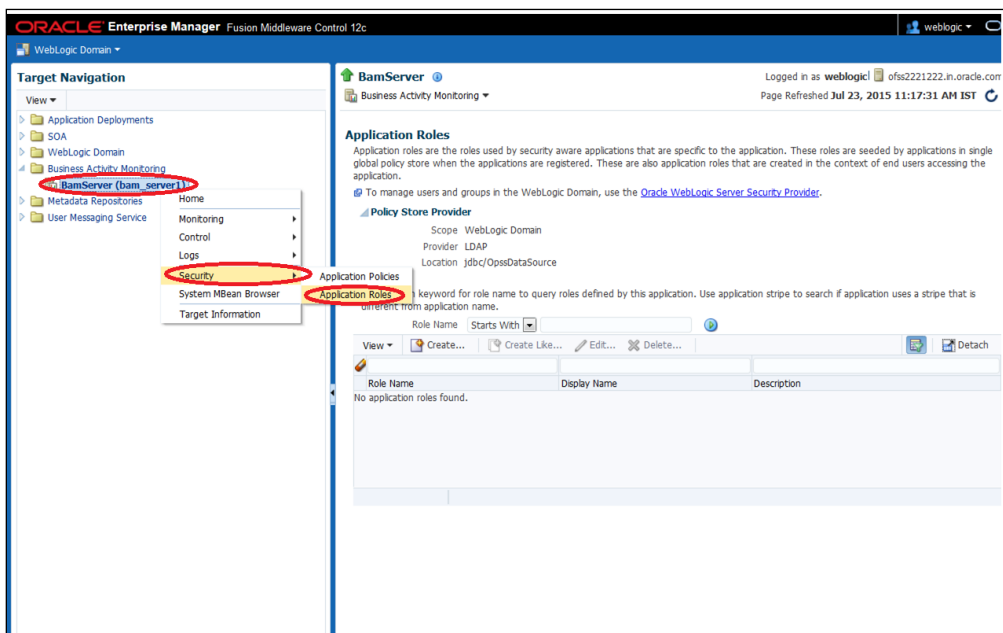 ORACLE Enterprise Manager Fusion Middleware Control 12c
weblogic
WebLogic Domain
Target Navigation
View
Application Deployments
SOA
WebLogic Domain
Business Activity Monitoring
BamServer (bam_server1)
Metadata Repositories
User Messaging Service
Home
Monitoring
Control
Logs
Security
System MBean Browser
Target Information
Application Policies
Application Roles
BamServer
Logged in as weblogic| ofss2221222.in.oracle.com
Business Activity Monitoring
Page Refreshed Jul 23, 2015 11:17:31 AM IST
Application Roles
Application roles are the roles used by security aware applications that are specific to the application. These roles are seeded by applications in single
global policy store when the applications are registered. These are also application roles that are created in the context of end users accessing the
application.
To manage users and groups in the WebLogic Domain, use the Oracle WebLogic Server Security Provider.
Policy Store Provider
Scope WebLogic Domain
Provider LDAP
Location jdbc/OpssDataSource
keyword for role name to query roles defined by this application. Use application stripe to search if application uses a stripe that is
different from application name.
Role Name Starts With
View Create... Create Like... Edit... Delete... Detach
Role Name Display Name Description
No application roles found.